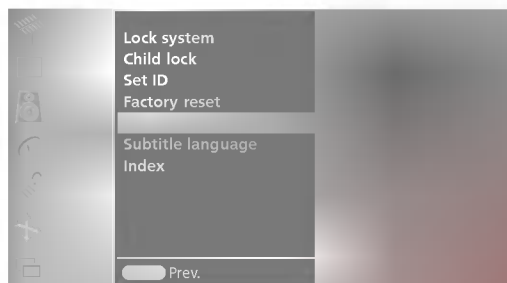 Lock system
Child lock
Set ID
Factory reset
Subtitle language
Index
Prev.